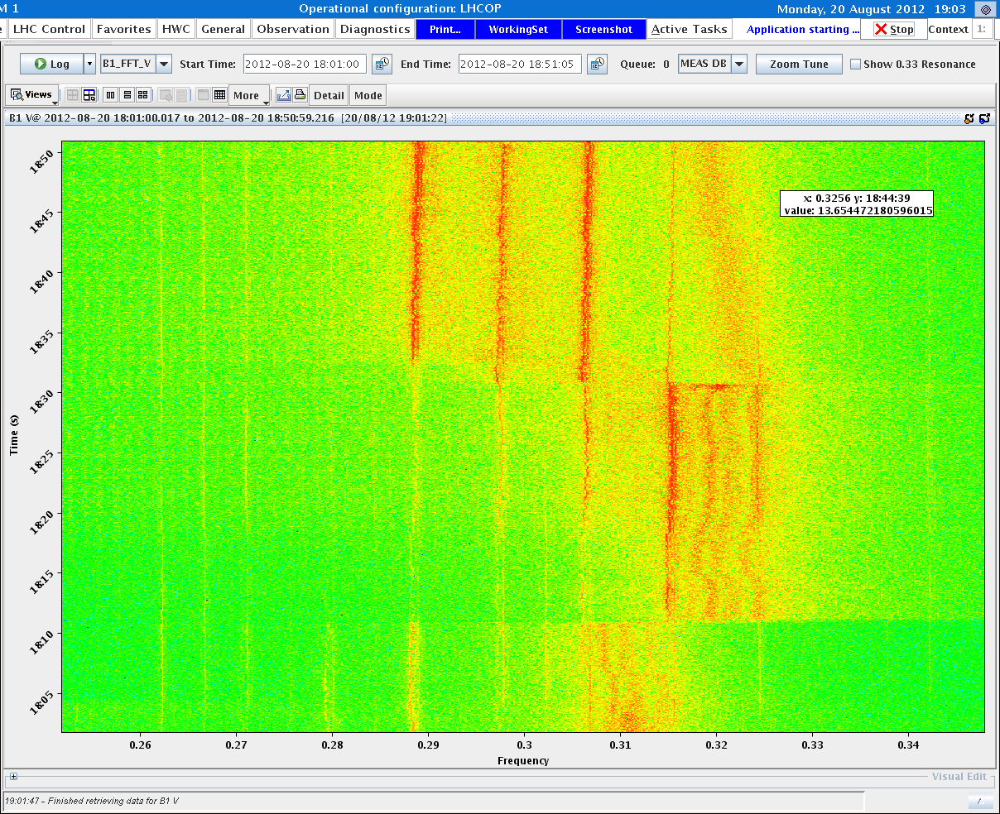 M 1 Operational configuration: LHCOP Monday, 20 August 2012 19:03
e LHC Control Favorites HWC General Observation Diagnostics Print... WorkingSet Screenshot Active Tasks Application starting ... Stop Context 1:
Log B1_FFT_V Start Time: 2012-08-20 18:01:00 End Time: 2012-08-20 18:51:05 Queue: 0 MEAS DB Zoom Tune Show 0.33 Resonance
Views More Detail Mode
B1 V@ 2012-08-20 18:01:00.017 to 2012-08-20 18:50:59.216 [20/08/12 19:01:22]
18:50
x: 0.3256 y: 18:44:39
value: 13.654472180596015
18:45
18:40
18:35
18:30
Time (s)
18:25
18:20
18:15
18:10
18:05
0.26 0.27 0.28 0.29 0.3 0.31 0.32 0.33 0.34
Frequency
Visual Edit
19:01:47 - Finished retrieving data for B1 V